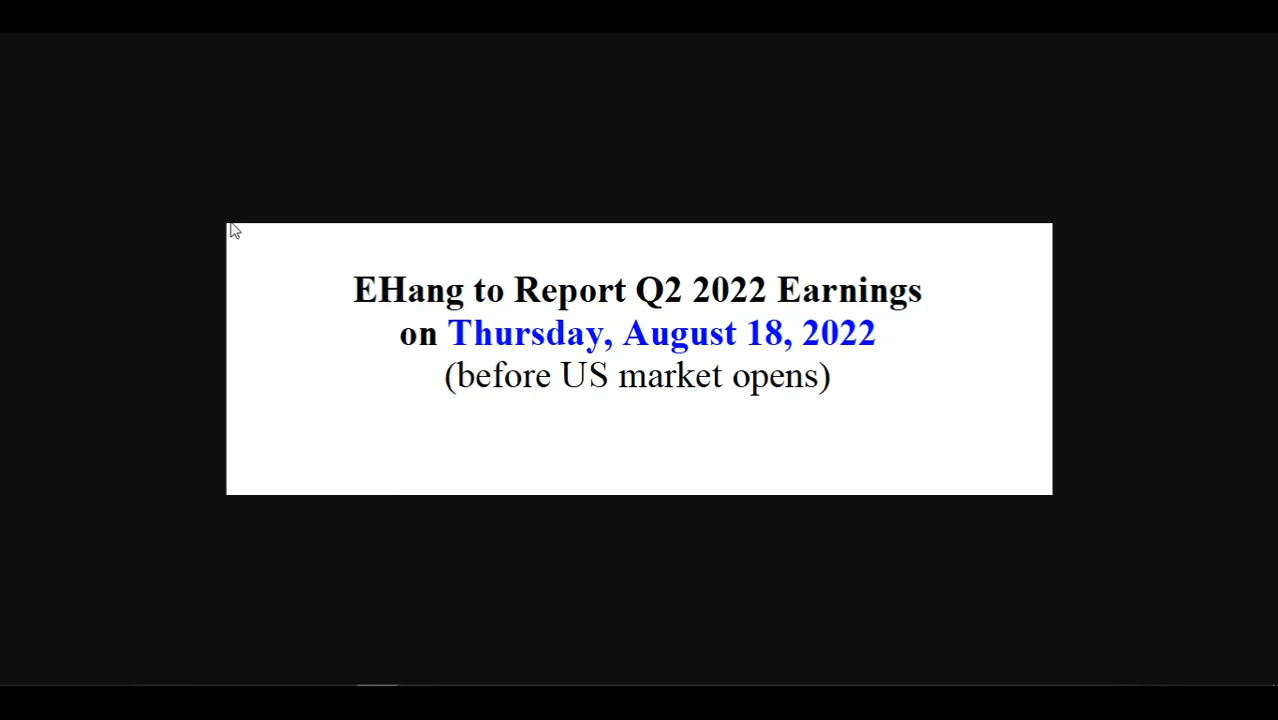 EHang to Report Q2 2022 Earnings
on Thursday, August 18, 2022
(before US market opens)